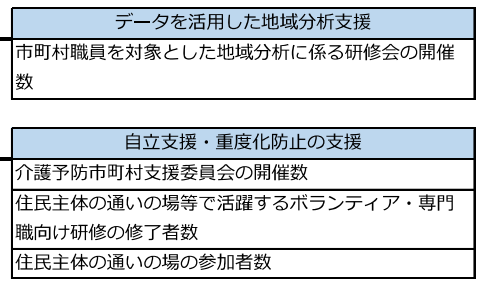 データを活用した地域分析支援
市町村職員を対象とした地域分析に係る研修会の開催
数
自立支援・重度化防止の支援
介護予防市町村支援委員会の開催数
住民主体の通いの場等で活躍するボランティア・専門
職向け研修の修了者数
住民主体の通いの場の参加者数